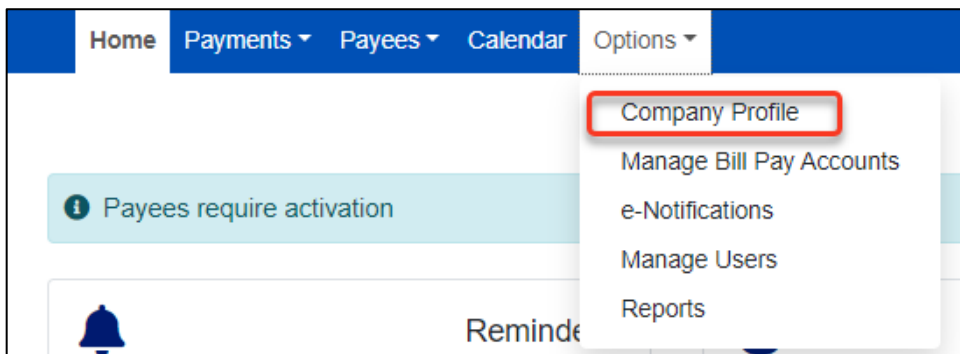 Home Payments Payees Calendar Options
Company Profile
Manage Bill Pay Accounts
e-Notifications
Manage Users
Reports
Payees require activation